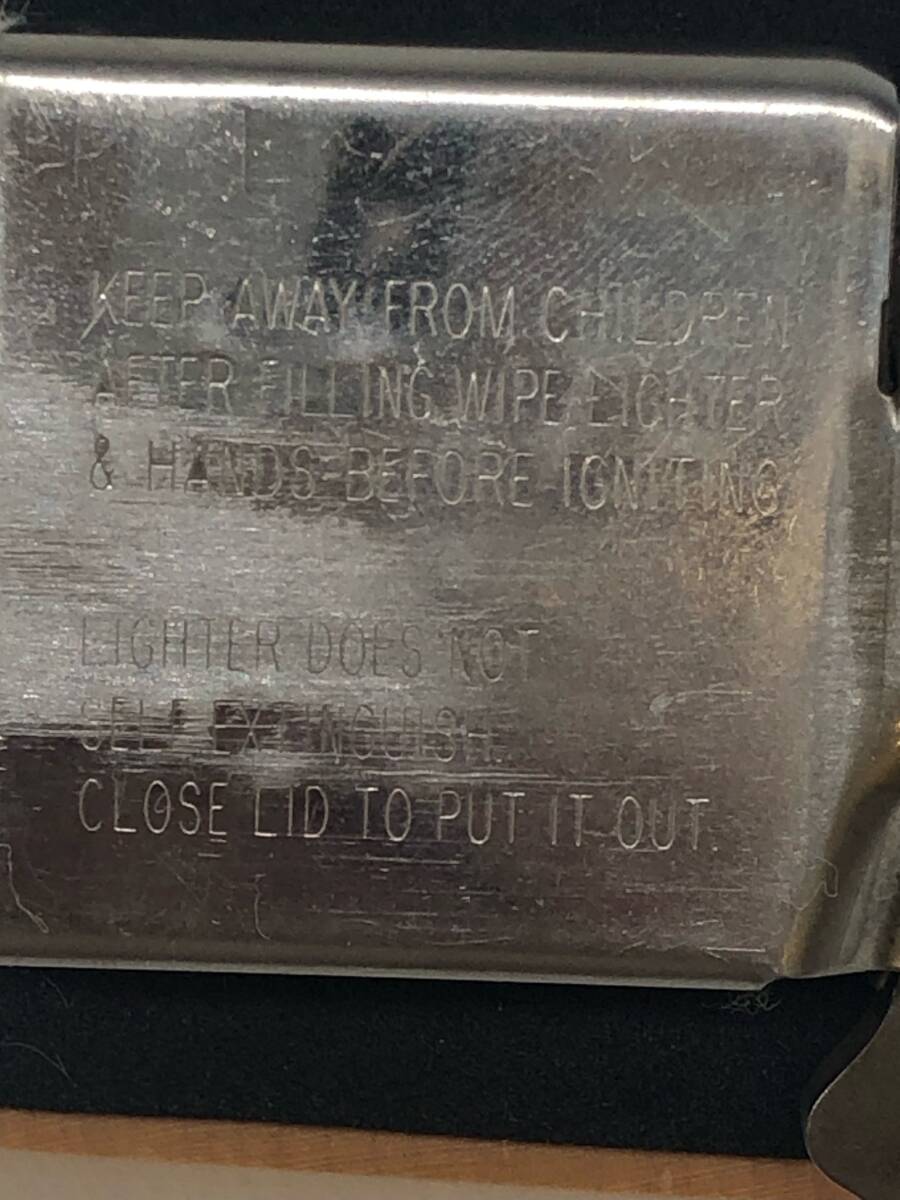 KEEP AWAY FROM CHILDREN
AFTER FILLING WIPE LIGHTER
& HANDS BEFORE IGNITING
LIGHTER DOES NOT
SELF EXTINGUISH.
CLOSE LID TO PUT IT OUT.